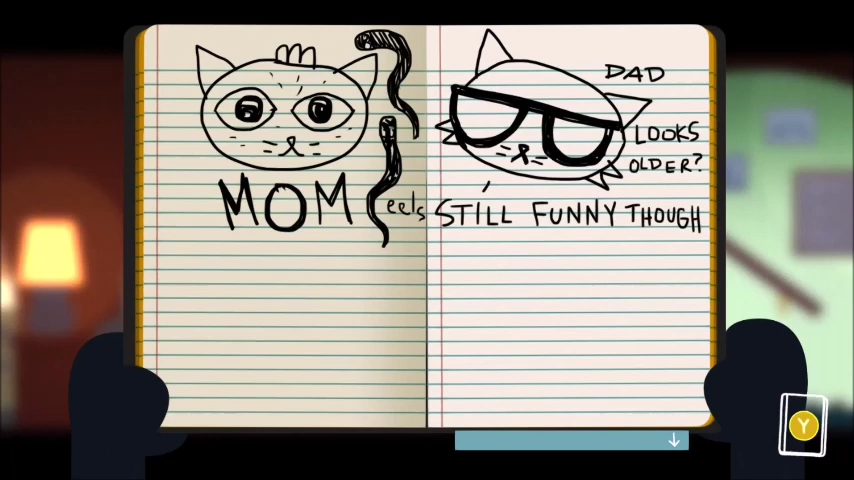 MOM
eels
DAD
LOOKS
OLDER?
STILL FUNNY THOUGH
Y